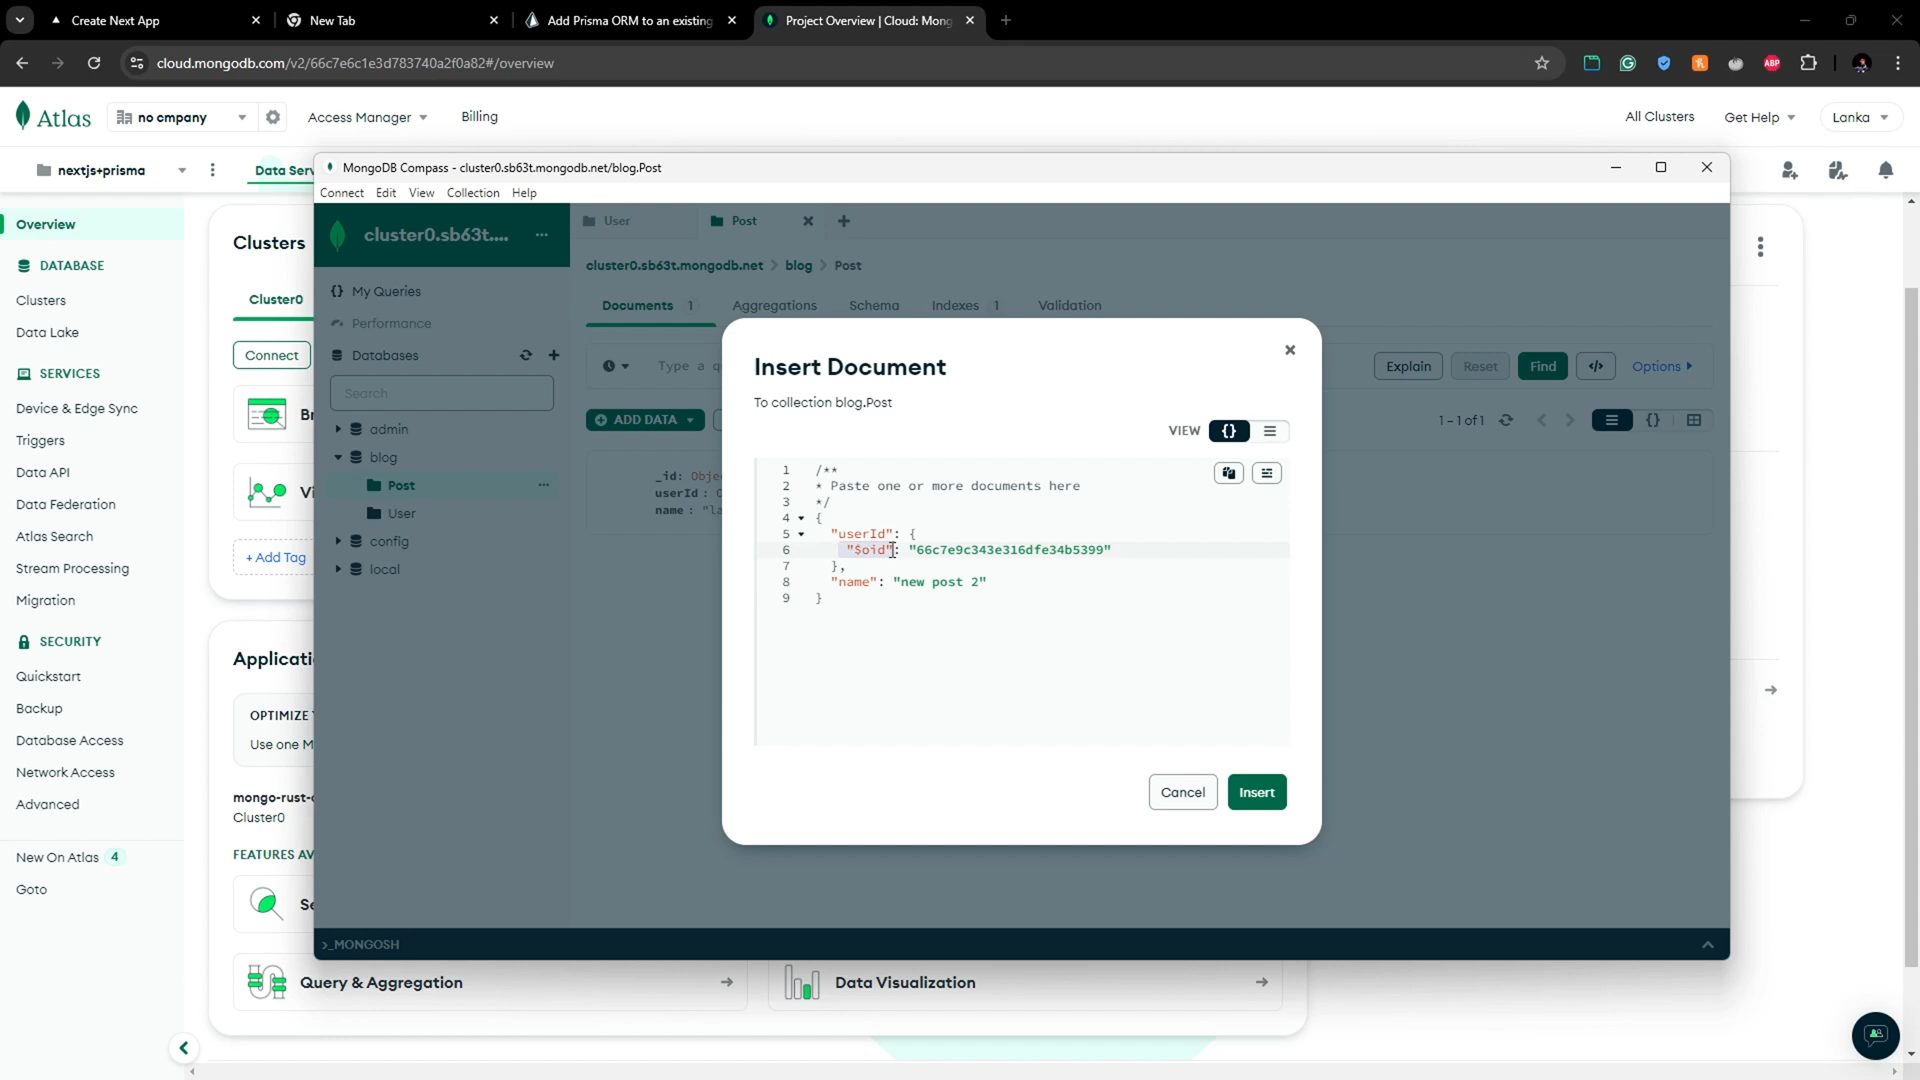 Create Next App
New Tab
Add Prisma ORM to an existing
Project Overview | Cloud: Mong
cloud.mongodb.com/v2/66c7e6c1e3d783740a2f0a82#/overview
ABP
Atlas
no cmpany
Access Manager
Billing
All Clusters
Get Help
Lanka
nextjs+prisma
Data Serv
MongoDB Compass - cluster0.sb63t.mongodb.net/blog.Post
Connect Edit View Collection Help
Overview
DATABASE
Clusters
Data Lake
SERVICES
Device & Edge Sync
Triggers
Data API
Data Federation
Atlas Search
Stream Processing
Migration
SECURITY
Quickstart
Backup
Database Access
Network Access
Advanced
New On Atlas 4
Goto
Clusters
Cluster0
Connect
Br
Vi
+ Add Tag
Applicati
OPTIMIZE
Use one M
mongo-rust-
Cluster0
FEATURES AV
Se
Query & Aggregation
Data Visualization
cluster0.sb63t....
{} My Queries
Performance
Databases
Search
admin
blog
Post
User
config
local
User
Post
cluster0.sb63t.mongodb.net > blog > Post
Documents 1
Aggregations
Schema
Indexes 1
Validation
Type a q
Explain
Reset
Find
</>
Options
ADD DATA
1 – 1 of 1
{}
_id: Objec
userId : O
name : "la
Insert Document
To collection blog.Post
VIEW {}
1 /**
2 * Paste one or more documents here
3 */
4 {
5 "userId": {
6 "$oid": "66c7e9c343e316dfe34b5399"
7 },
8 "name": "new post 2"
9 }
Cancel
Insert
>_MONGOSH